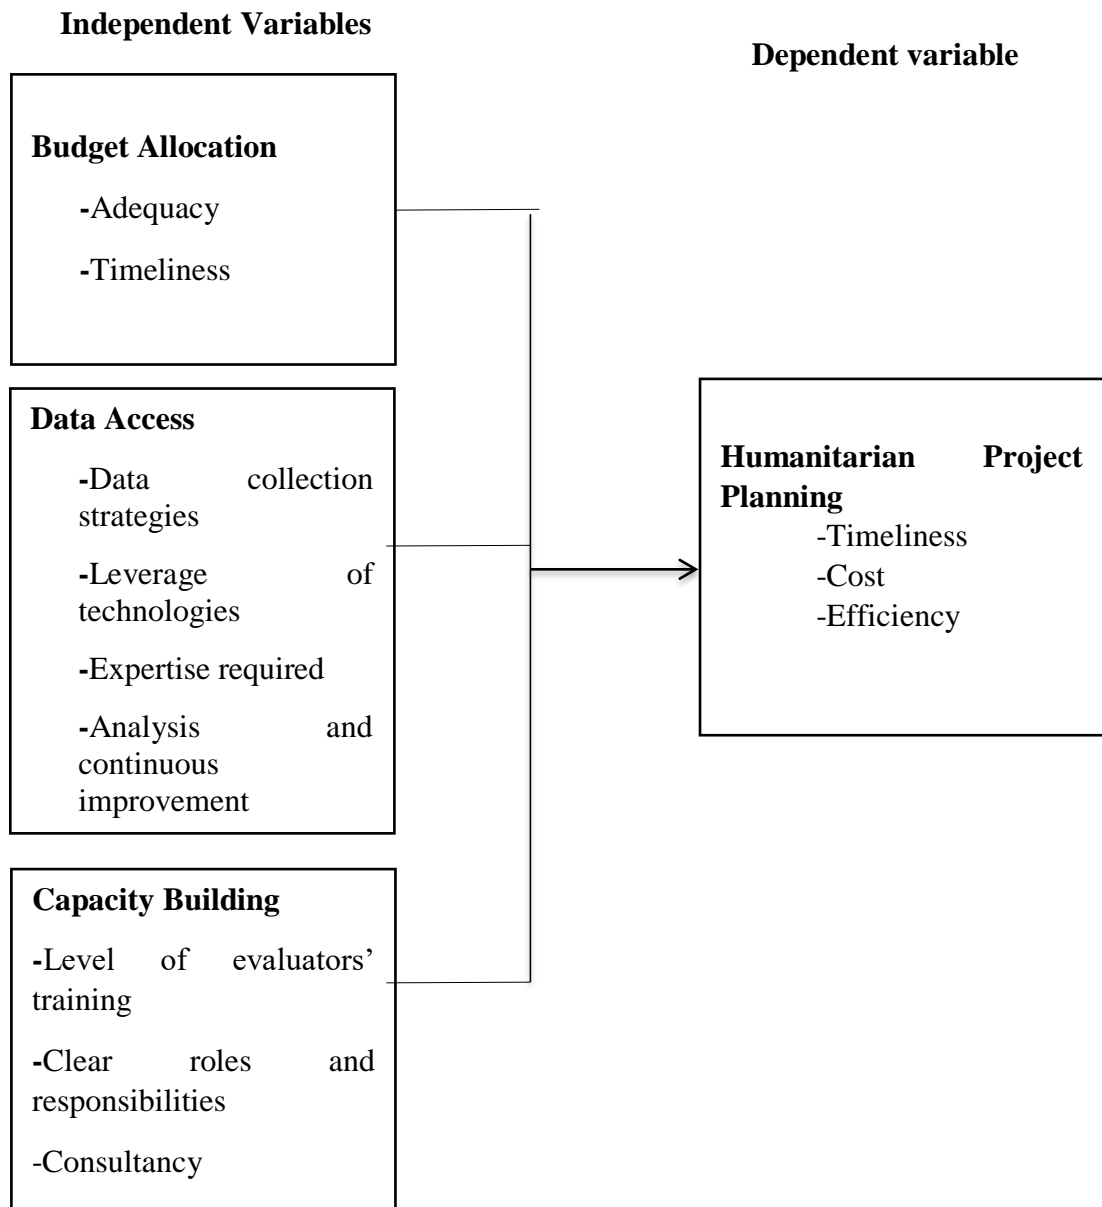 Independent Variables
Dependent variable
Budget Allocation
-Adequacy
-Timeliness
Data Access
-Data collection
strategies
-Leverage of
technologies
-Expertise required
-Analysis and
continuous
improvement
Capacity Building
-Level of evaluators’
training
-Clear roles and
responsibilities
-Consultancy
Humanitarian Project
Planning
-Timeliness
-Cost
-Efficiency